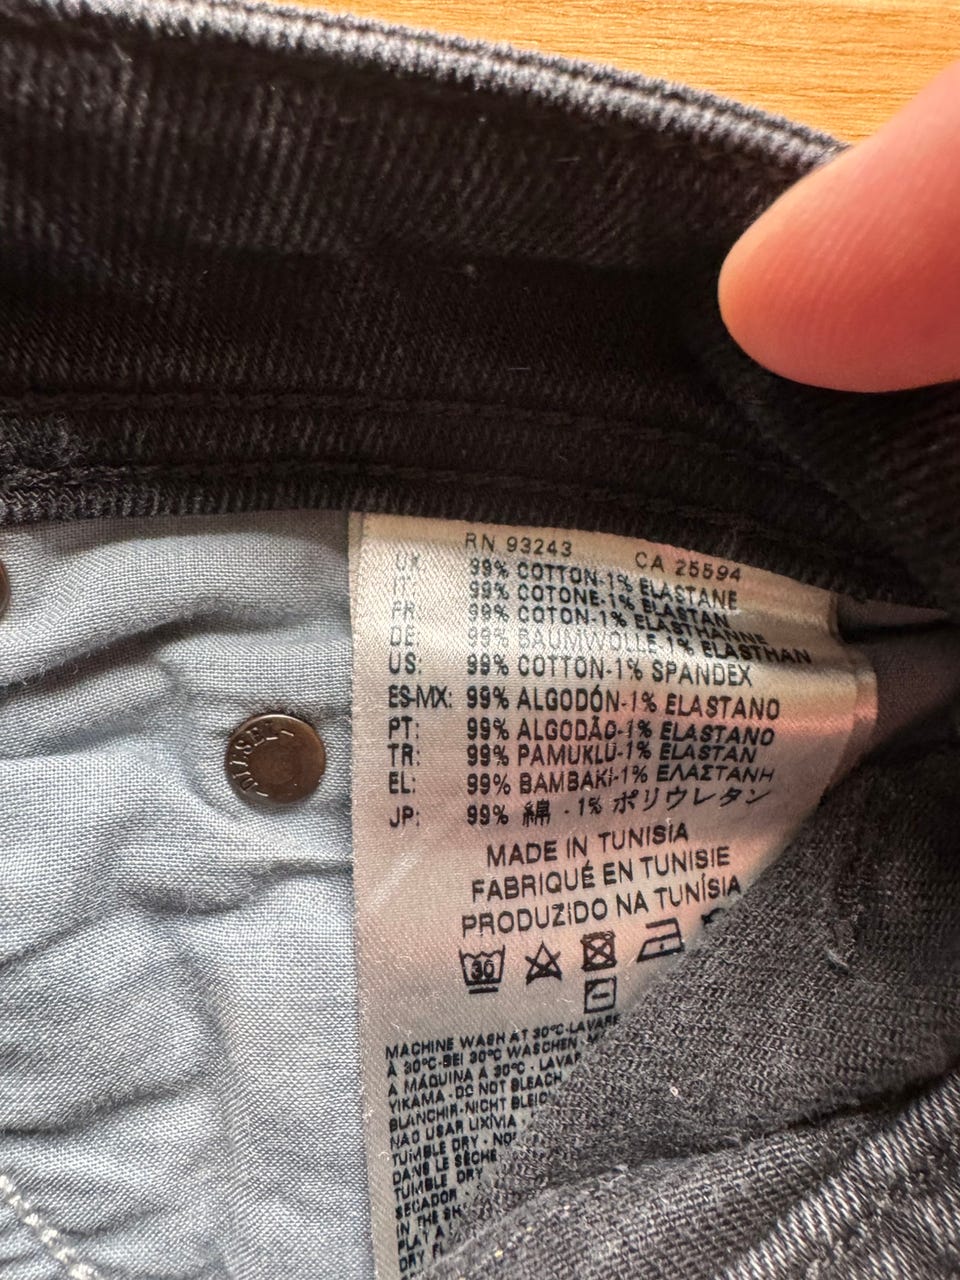 RN 93243 CA 25594
UK: 99% COTTON-1% ELASTANE
IT: 99% COTONE-1% ELASTAN
FR: 99% COTON-1% ELASTHANNE
DE: 99% BAUMWOLLE 1% ELASTHAN
US: 99% COTTON-1% SPANDEX
ES-MX: 99% ALGODÓN-1% ELASTANO
PT: 99% ALGODÃO-1% ELASTANO
TR: 99% PAMUKLU-1% ELASTAN
EL: 99% BAMBAKI-1% ΕΛΑΣΤΑΝΗ
JP: 99% 綿 - 1% ポリウレタン
MADE IN TUNISIA
FABRIQUÉ EN TUNISIE
PRODUZIDO NA TUNÍSIA
30
MACHINE WASH AT 30°C-LAVARE
À 30°C-BEI 30°C WASCHEN
A MÁQUINA A 30°C - LAVAR
YIKAMA - DO NOT BLEACH
BLANCHIR-NICHT
NÃO USAR LIXÍVIA
TUMBLE DRY -
DANS LE
TUMBLE DRY
SECADOR
IN THE
DRY
DIESEL